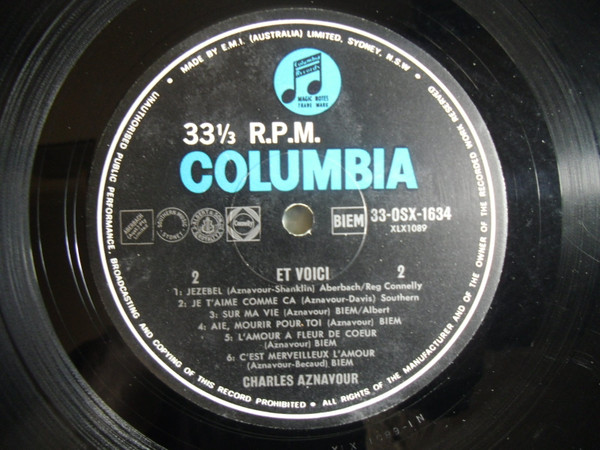 MADE BY E.M.I. (AUSTRALIA) LIMITED, SYDNEY, N.S.W.
Columbia
Records
MAGIC NOTES
TRADE MARK
33⅓ R.P.M.
COLUMBIA
BIEM
33-OSX-1634
XLX1089
2 ET VOICI 2
1: JEZEBEL (Aznavour-Shanklin) Aberbach/Reg Connelly
2: JE T'AIME COMME CA (Aznavour-Davis) Southern
3: SUR MA VIE (Aznavour) BIEM/Albert
4: AIE, MOURIR POUR-TOI (Aznavour) BIEM
5: L'AMOUR A FLEUR DE COEUR
(Aznavour) BIEM
6: C'EST MERVEILLEUX L'AMOUR
(Aznavour-Becaud) BIEM
CHARLES AZNAVOUR
UNAUTHORISED PUBLIC PERFORMANCE, BROADCASTING AND COPYING OF THIS RECORD PROHIBITED • ALL RIGHTS OF THE MANUFACTURER AND OF THE OWNER OF THE RECORDED WORK RESERVED